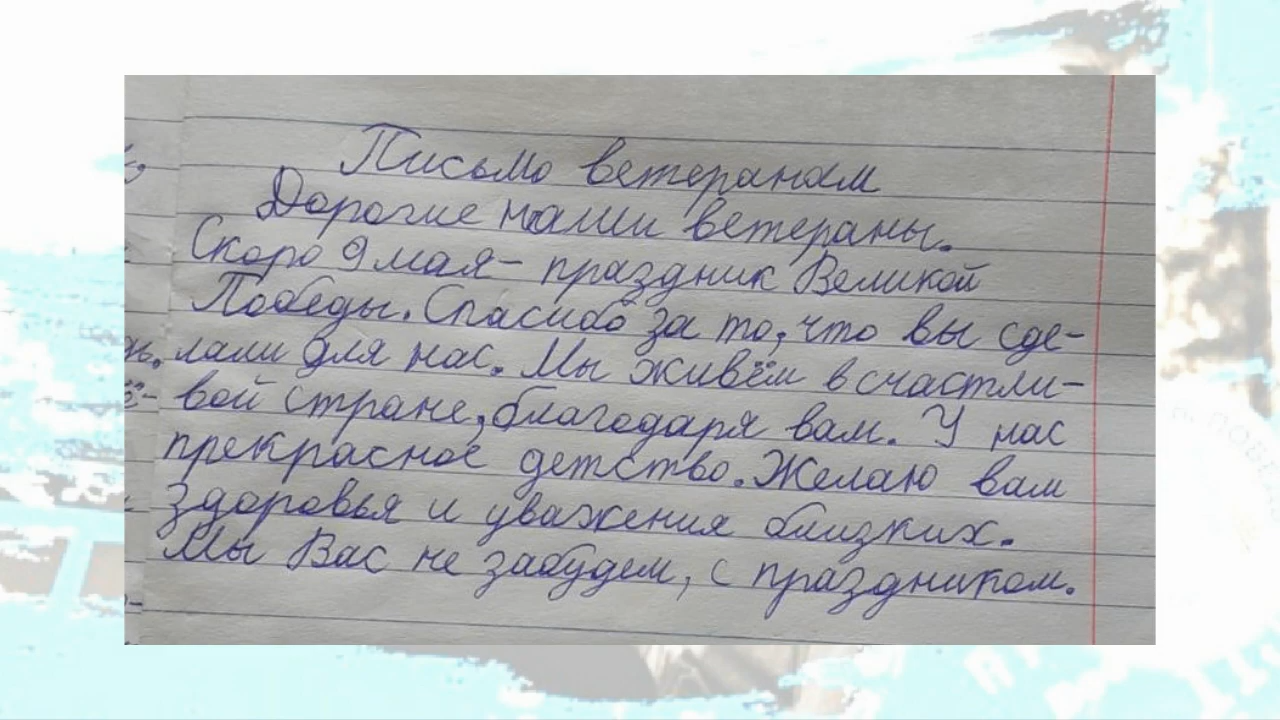 Письмо ветеранам
Дорогие наши ветераны.
Скоро 9 мая - праздник Великой
Победы. Спасибо за то, что вы сде-
лали для нас. Мы живём в счастли-
вой стране, благодаря вам. У нас
прекрасное детство. Желаю вам
здоровья и уважения близких.
Мы Вас не забудем, с праздником.